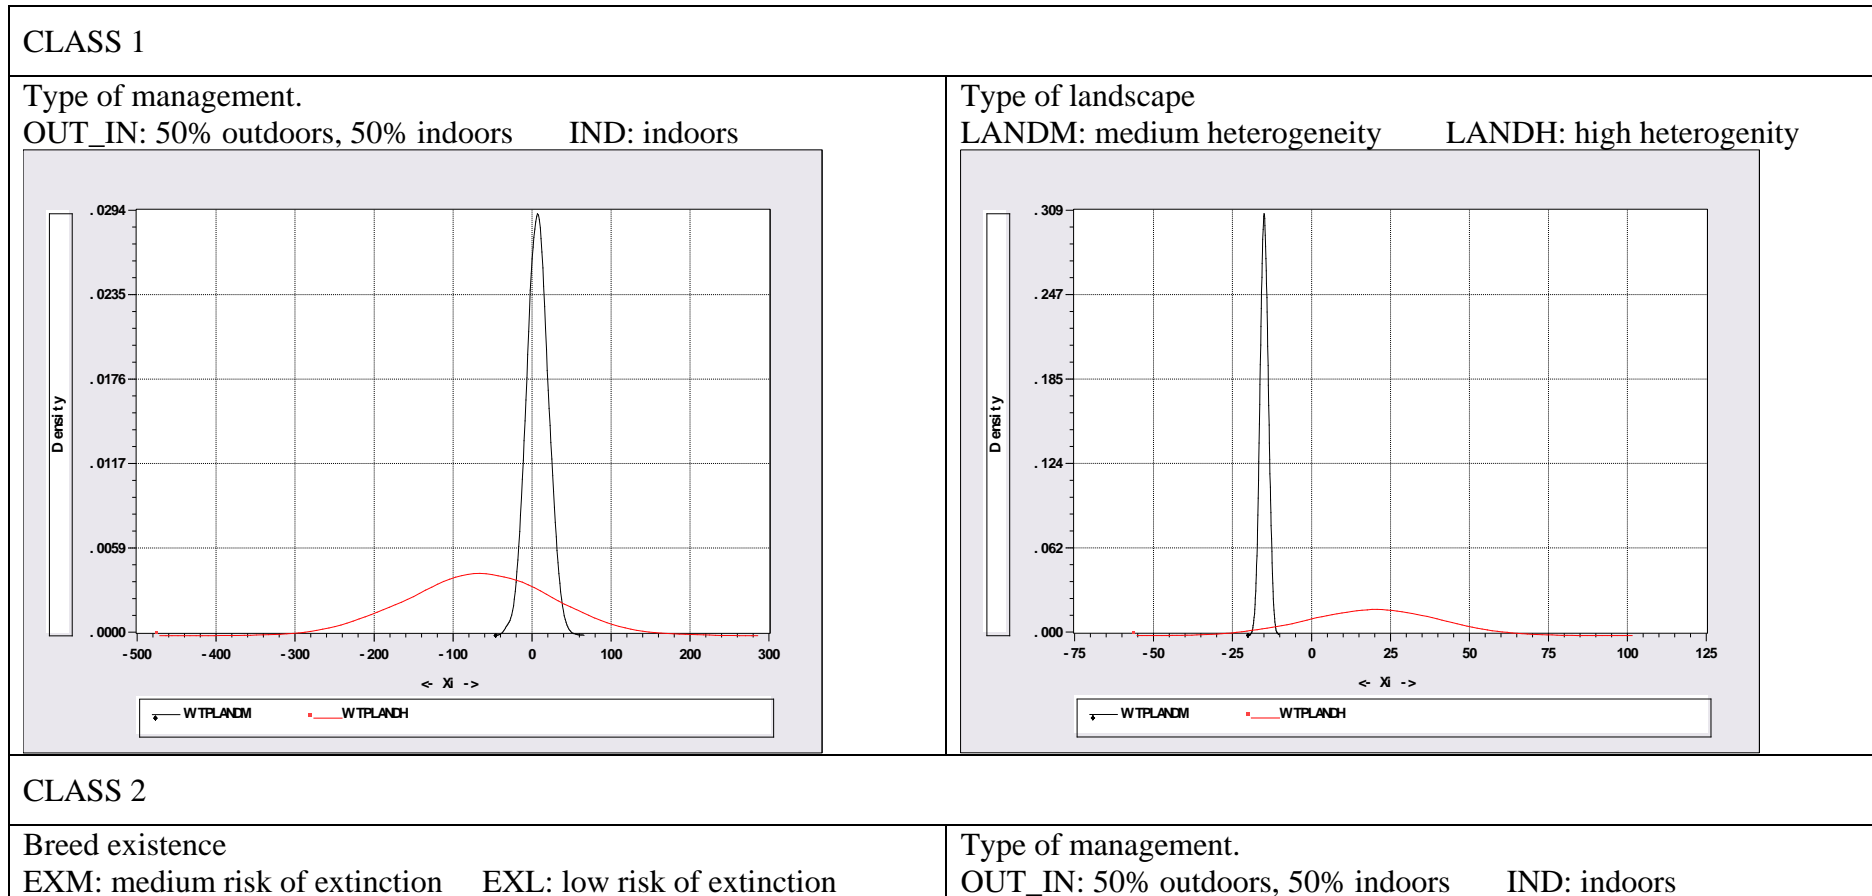 CLASS 1
Type of management.
OUT_IN: 50% outdoors, 50% indoors IND: indoors
.0294
.0235
.0176
.0117
.0059
.0000
Density
-500 -400 -300 -200 -100 0 100 200 300
<- Xi ->
WTPLANDM WTPLANDH
Type of landscape
LANDM: medium heterogeneity LANDH: high heterogenity
.309
.247
.185
.124
.062
.000
Density
-75 -50 -25 0 25 50 75 100 125
<- Xi ->
WTPLANDM WTPLANDH
CLASS 2
Breed existence
EXM: medium risk of extinction EXL: low risk of extinction
Type of management.
OUT_IN: 50% outdoors, 50% indoors IND: indoors